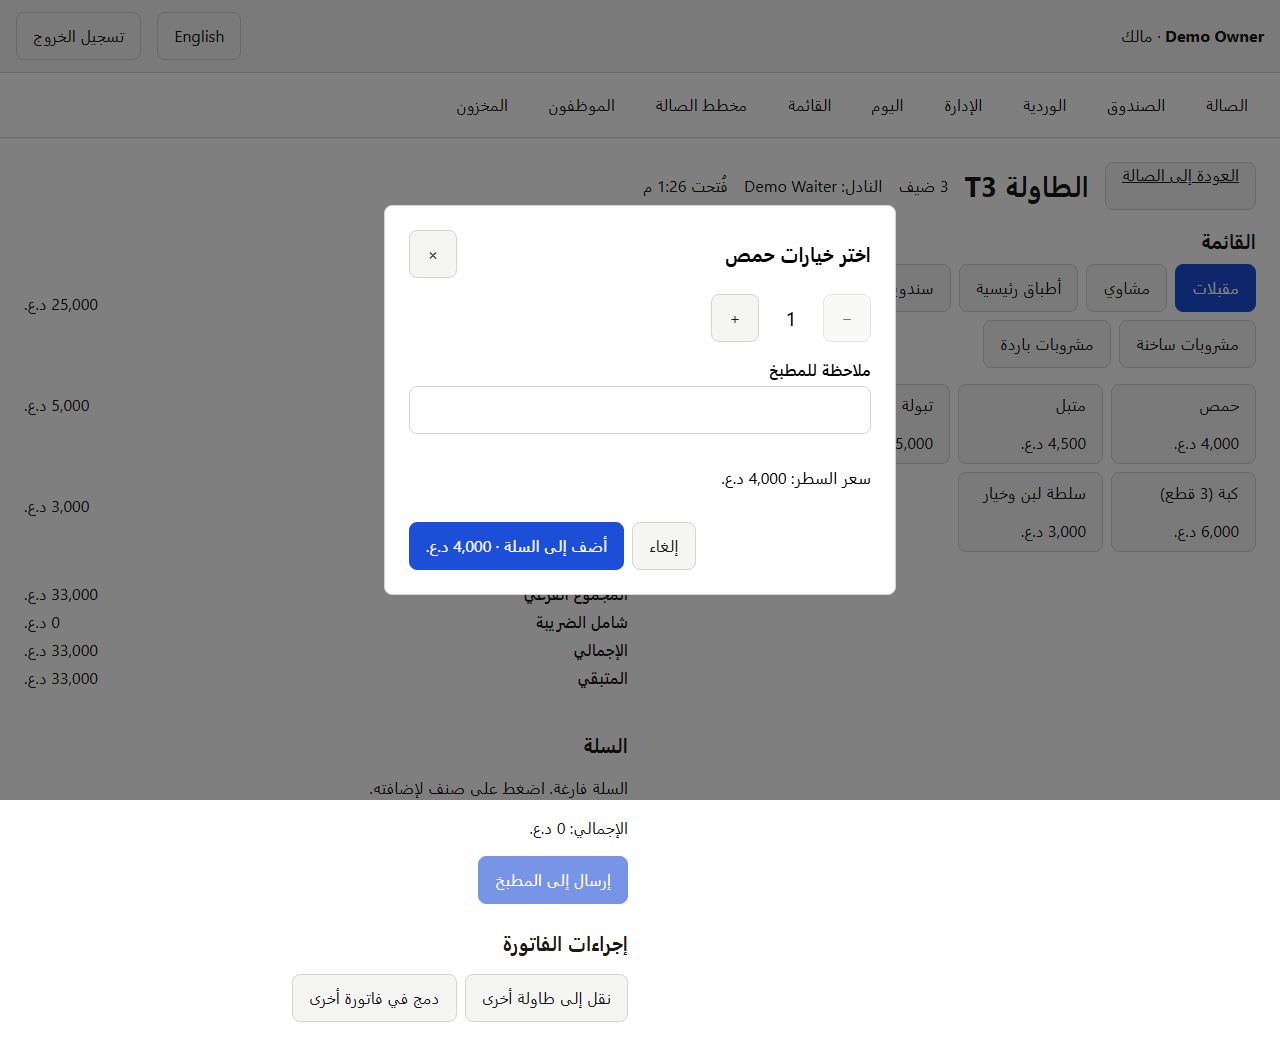 Demo Owner · مالك
English
تسجيل الخروج
الصالة
الصندوق
الوردية
الإدارة
اليوم
القائمة
مخطط الصالة
الموظفون
المخزون
العودة إلى الصالة
الطاولة T3
3 ضيف
النادل: Demo Waiter
فُتحت 1:26 م
القائمة
مقبلات
مشاوي
أطباق رئيسية
مشروبات ساخنة
مشروبات باردة
حمص
4,000 د.ع.
متبل
4,500 د.ع.
تبولة
كبة (3 قطع)
6,000 د.ع.
سلطة لبن وخيار
3,000 د.ع.
اختر خيارات حمص
×
−
1
+
ملاحظة للمطبخ
سعر السطر: 4,000 د.ع.
إلغاء
أضف إلى السلة · 4,000 د.ع.
25,000 د.ع.
5,000 د.ع.
3,000 د.ع.
المجموع الفرعي
33,000 د.ع.
شامل الضريبة
0 د.ع.
الإجمالي
33,000 د.ع.
المتبقي
33,000 د.ع.
السلة
السلة فارغة. اضغط على صنف لإضافته.
الإجمالي: 0 د.ع.
إرسال إلى المطبخ
إجراءات الفاتورة
نقل إلى طاولة أخرى
دمج في فاتورة أخرى